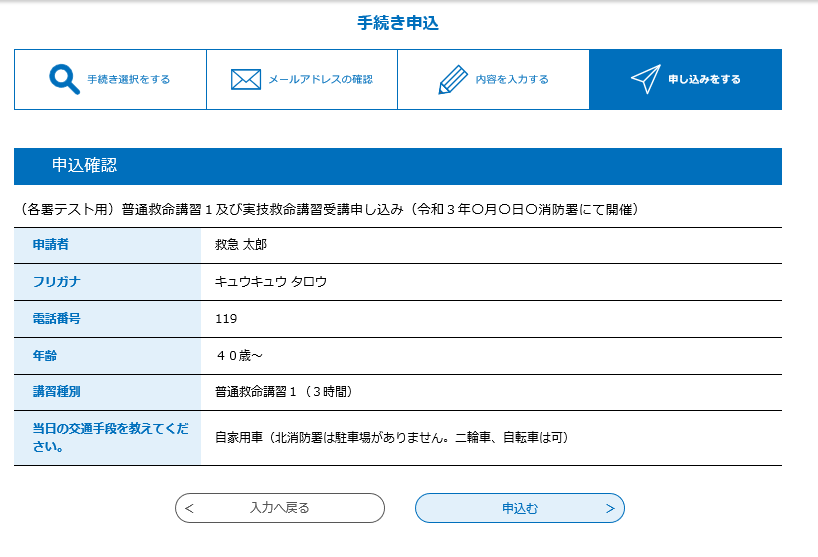 手続き申込
手続き選択をする
メールアドレスの確認
内容を入力する
申し込みをする
申込確認
（各署テスト用）普通救命講習１及び実技救命講習受講申し込み（令和３年〇月〇日〇消防署にて開催）
申請者
救急 太郎
フリガナ
キュウキュウ タロウ
電話番号
119
年齢
４０歳～
講習種別
普通救命講習１（３時間）
当日の交通手段を教えてくだ
さい。
自家用車（北消防署は駐車場がありません。二輪車、自転車は可）
< 入力へ戻る
申込む >